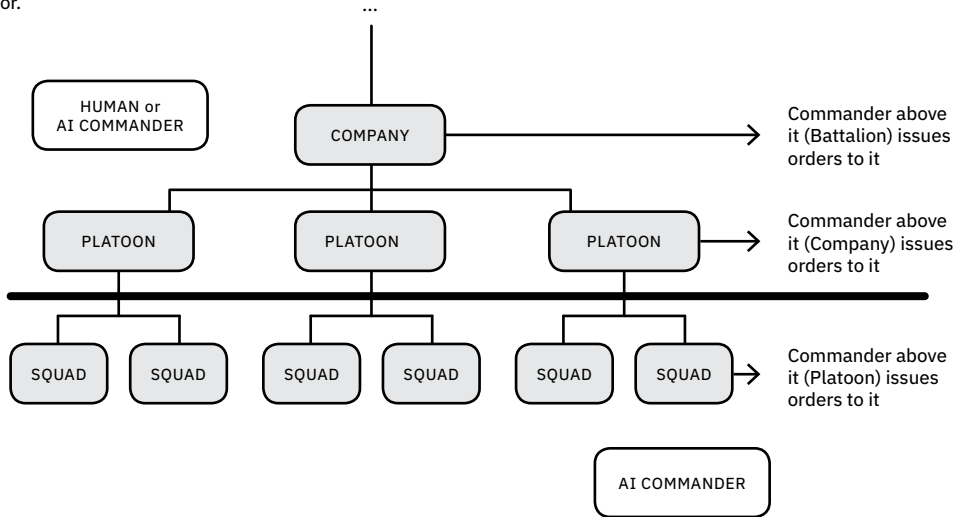 or.
...
HUMAN or
AI COMMANDER
COMPANY
Commander above
it (Battalion) issues
orders to it
PLATOON
PLATOON
PLATOON
Commander above
it (Company) issues
orders to it
SQUAD
SQUAD
SQUAD
SQUAD
SQUAD
SQUAD
Commander above
it (Platoon) issues
orders to it
AI COMMANDER